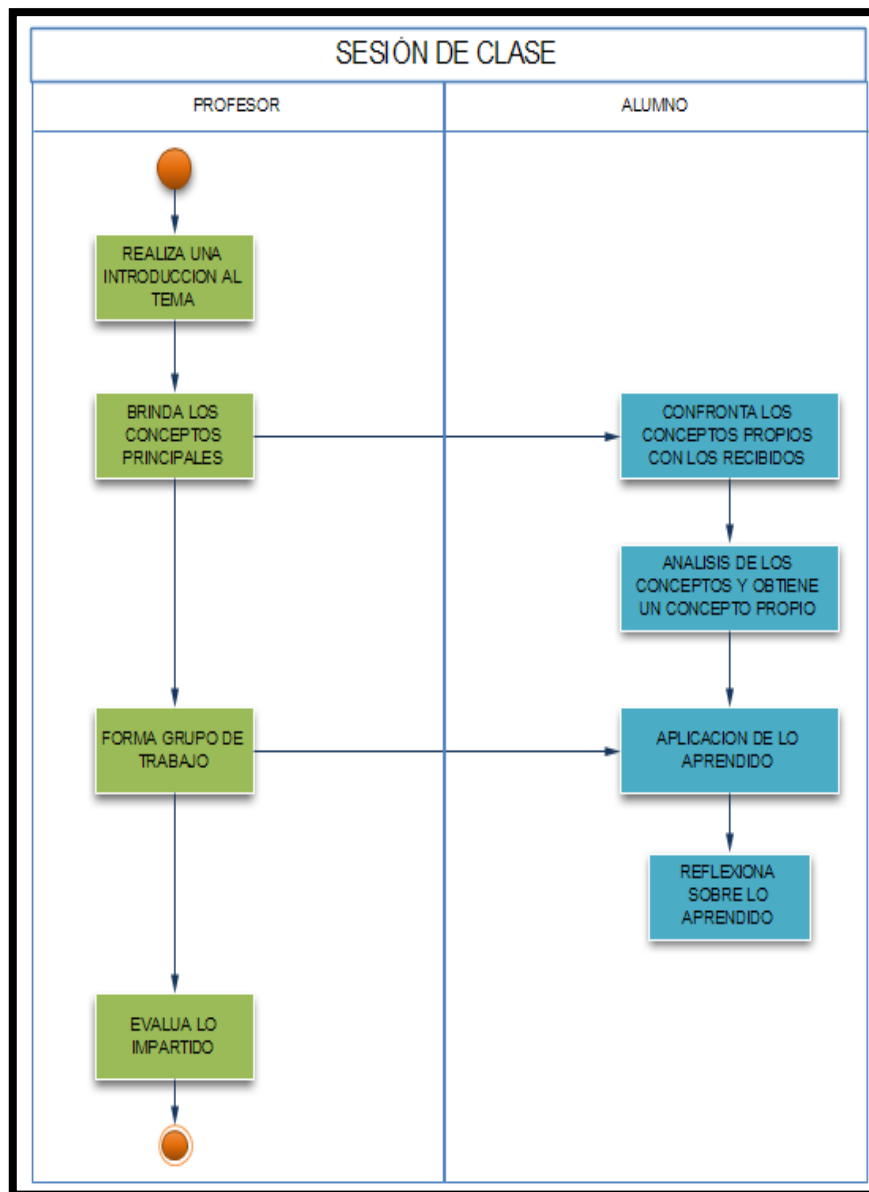 SESIÓN DE CLASE
PROFESOR
ALUMNO
REALIZA UNA
INTRODUCCION AL
TEMA
BRINDA LOS
CONCEPTOS
PRINCIPALES
CONFRONTA LOS
CONCEPTOS PROPIOS
CON LOS RECIBIDOS
ANALISIS DE LOS
CONCEPTOS Y OBTIENE
UN CONCEPTO PROPIO
FORMA GRUPO DE
TRABAJO
APLICACION DE LO
APRENDIDO
REFLEXIONA
SOBRE LO
APRENDIDO
EVALUA LO
IMPARTIDO